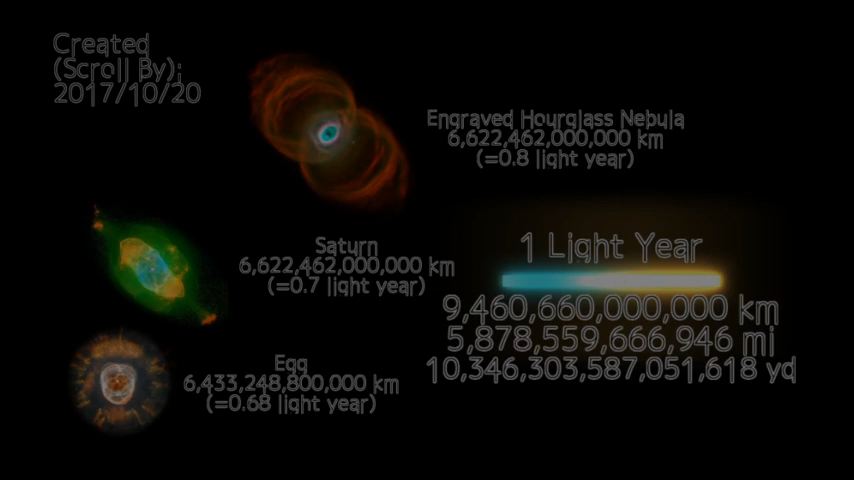 Created
(Scroll By):
2017/10/20
Engraved Hourglass Nebula
6,622,462,000,000 km
(=0.8 light year)
Saturn
6,622,462,000,000 km
(=0.7 light year)
1 Light Year
9,460,660,000,000 km
5,878,559,666,946 mi
10,346,303,587,051,618 yd
Egg
6,433,248,800,000 km
(=0.68 light year)